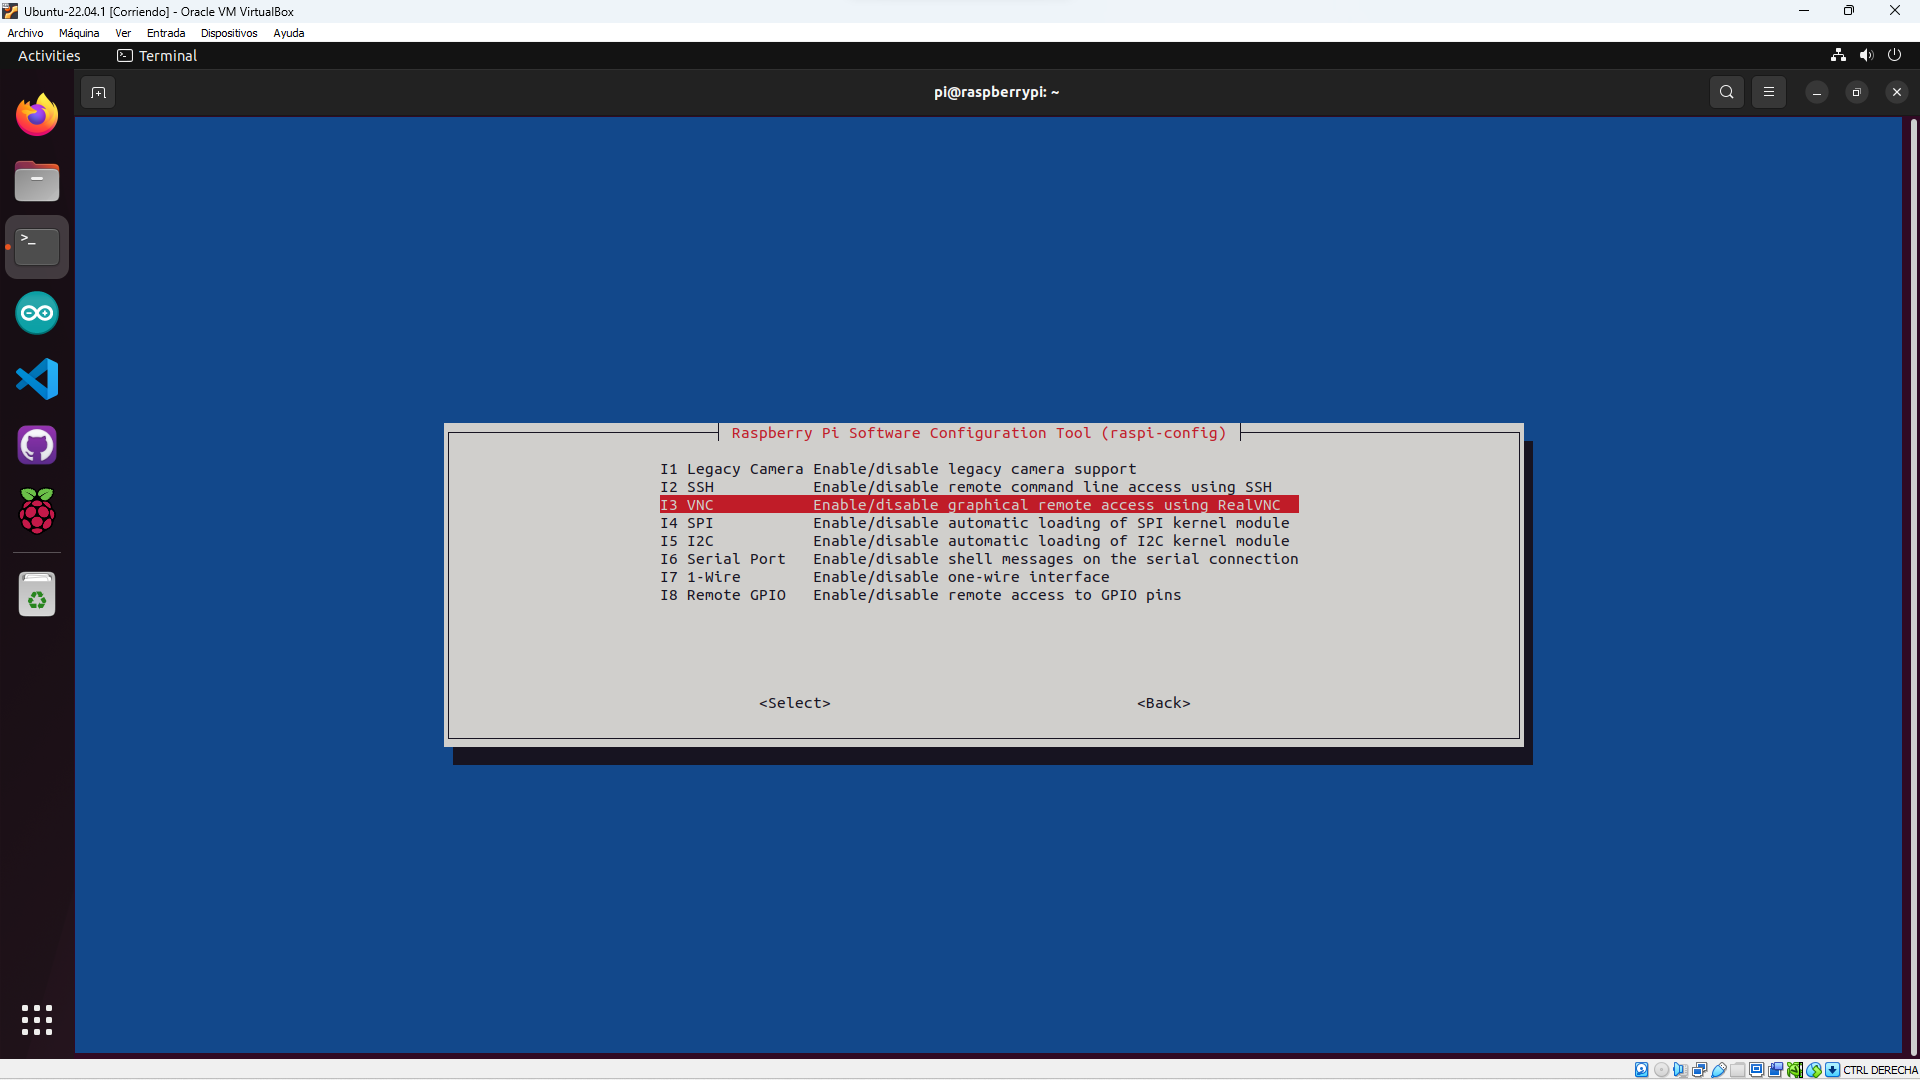 Ubuntu-22.04.1 [Corriendo] - Oracle VM VirtualBox
Archivo Máquina Ver Entrada Dispositivos Ayuda
Activities Terminal
pi@raspberrypi: ~
>_
Raspberry Pi Software Configuration Tool (raspi-config)
I1 Legacy Camera Enable/disable legacy camera support
I2 SSH Enable/disable remote command line access using SSH
I3 VNC Enable/disable graphical remote access using RealVNC
I4 SPI Enable/disable automatic loading of SPI kernel module
I5 I2C Enable/disable automatic loading of I2C kernel module
I6 Serial Port Enable/disable shell messages on the serial connection
I7 1-Wire Enable/disable one-wire interface
I8 Remote GPIO Enable/disable remote access to GPIO pins
<Select> <Back>
CTRL DERECHA